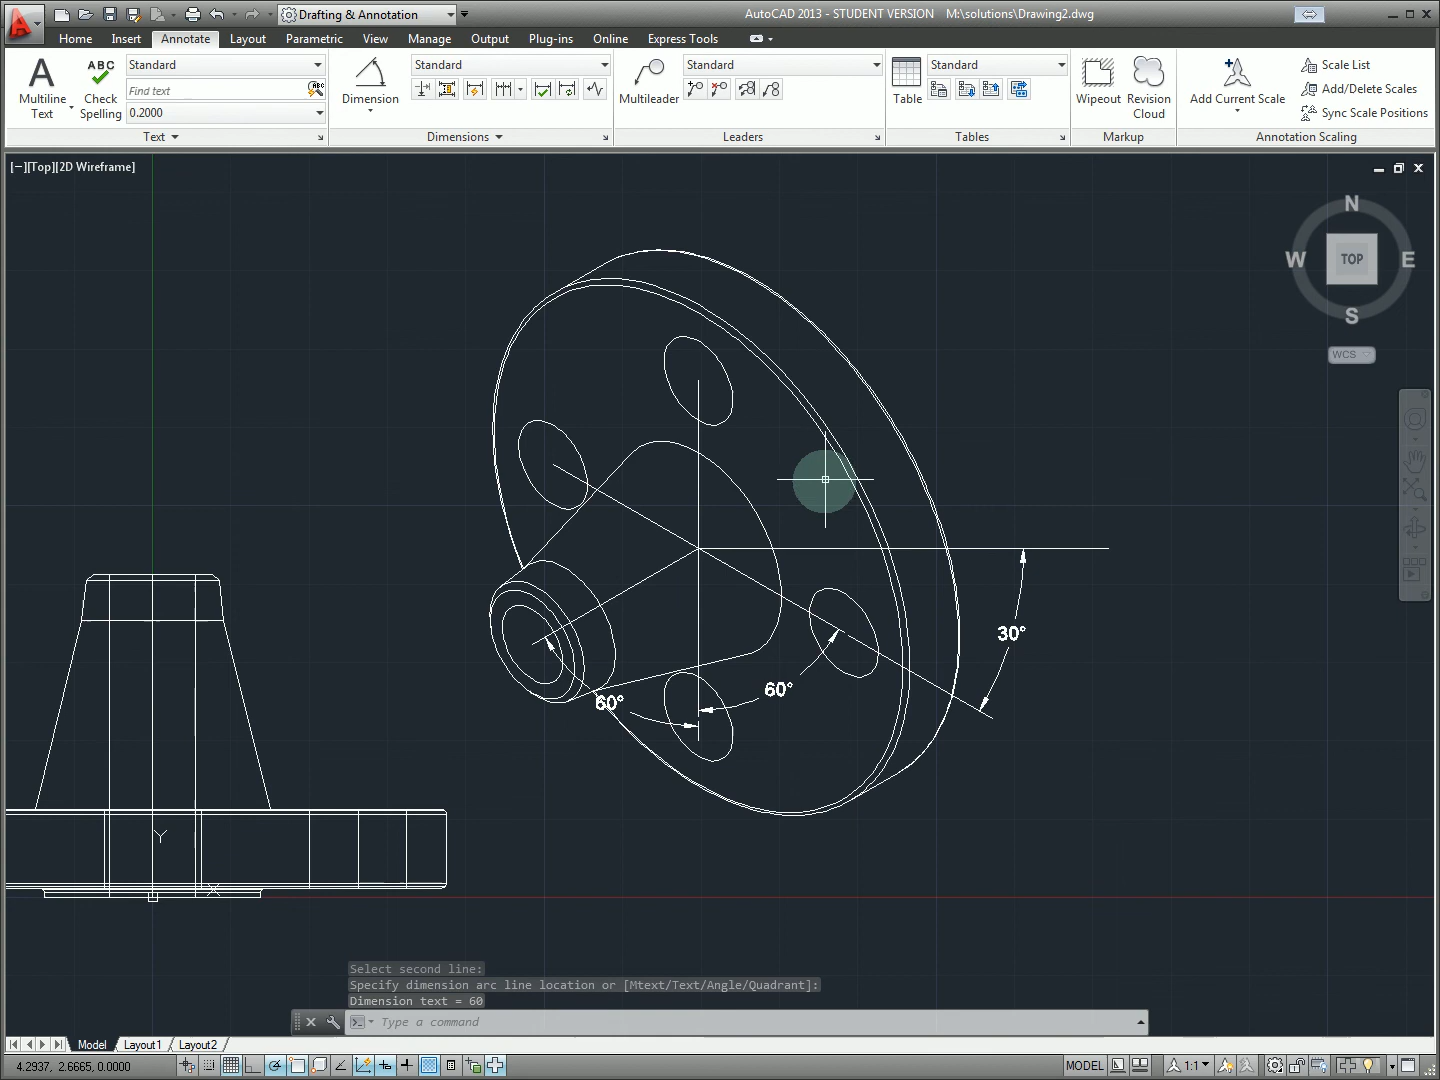 Drafting & Annotation
AutoCAD 2013 - STUDENT VERSION M:\solutions\Drawing2.dwg
Home Insert Annotate Layout Parametric View Manage Output Plug-ins Online Express Tools
A
Multiline
Text
ABC
Check
Spelling
Standard
Find text
ABC
0.2000
Text
Dimension
Standard
Dimensions
Multileader
Standard
Leaders
Table
Standard
Tables
Wipeout
Revision
Cloud
Markup
Add Current Scale
Scale List
Add/Delete Scales
Sync Scale Positions
Annotation Scaling
[−][Top][2D Wireframe]
N
W TOP E
S
WCS
30°
60°
60°
Y
X
Select second line:
Specify dimension arc line location or [Mtext/Text/Angle/Quadrant]:
Dimension text = 60
Type a command
Model Layout1 Layout2
4.2937, 2.6665, 0.0000
MODEL
1:1